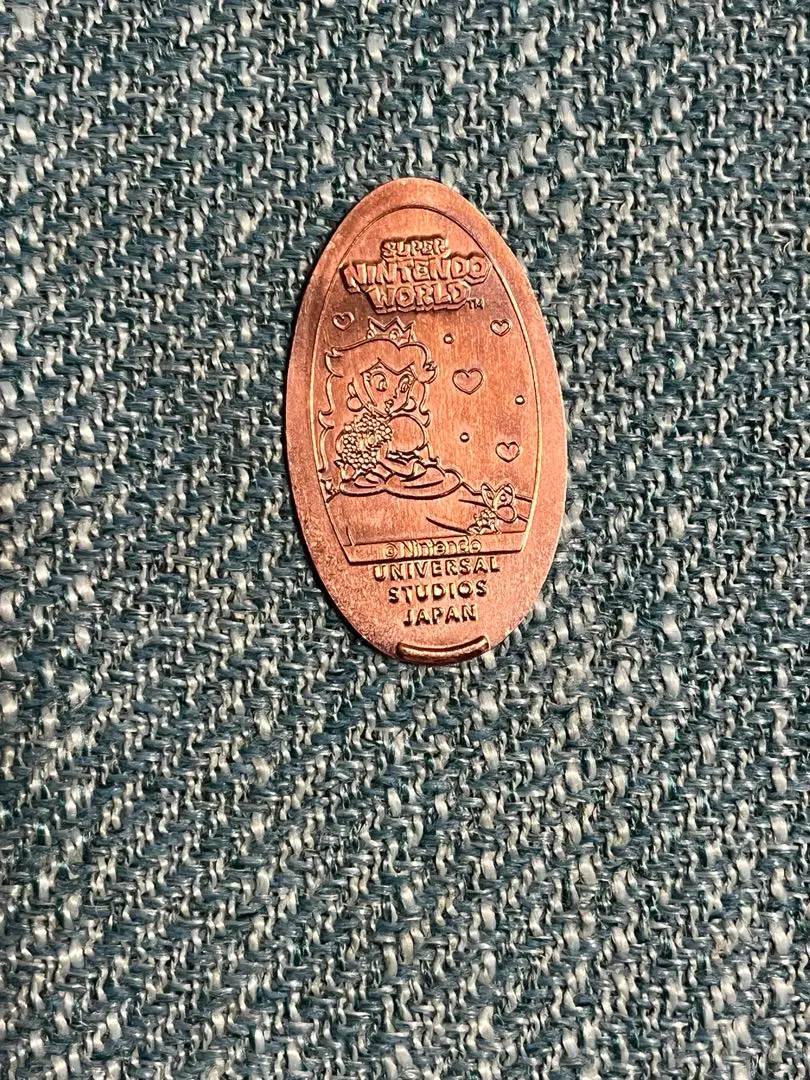 SUPER
NINTENDO
WORLD™
© Nintendo
UNIVERSAL
STUDIOS
JAPAN